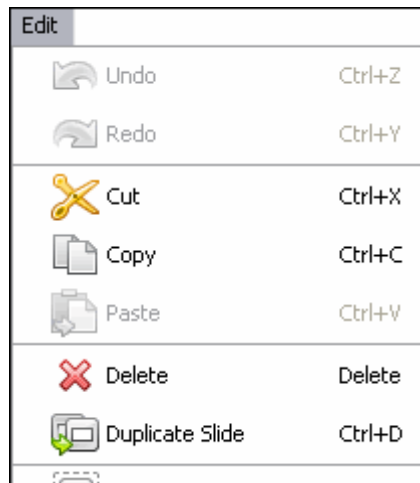 Edit
Undo Ctrl+Z
Redo Ctrl+Y
Cut Ctrl+X
Copy Ctrl+C
Paste Ctrl+V
Delete Delete
Duplicate Slide Ctrl+D